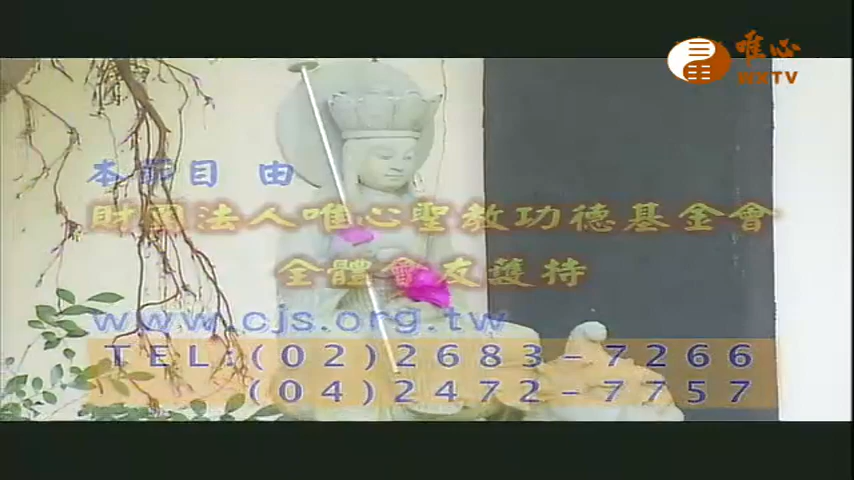 唯心
WXTV
本節目 由
財團法人唯心聖教功德基金會
全體會友護持
www.cjs.org.tw
TEL:(02)2683-7266
(04)2472-7757